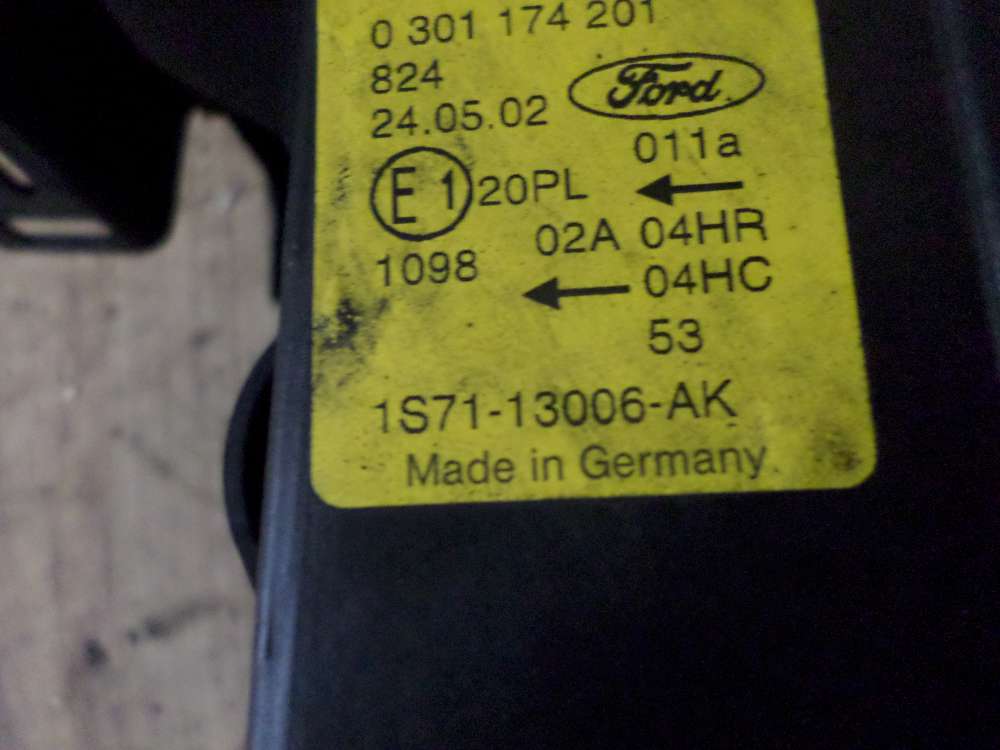 0 301 174 201
824
Ford
24.05.02
011a
E 1 20PL
02A 04HR
1098
04HC
53
1S71-13006-AK
Made in Germany